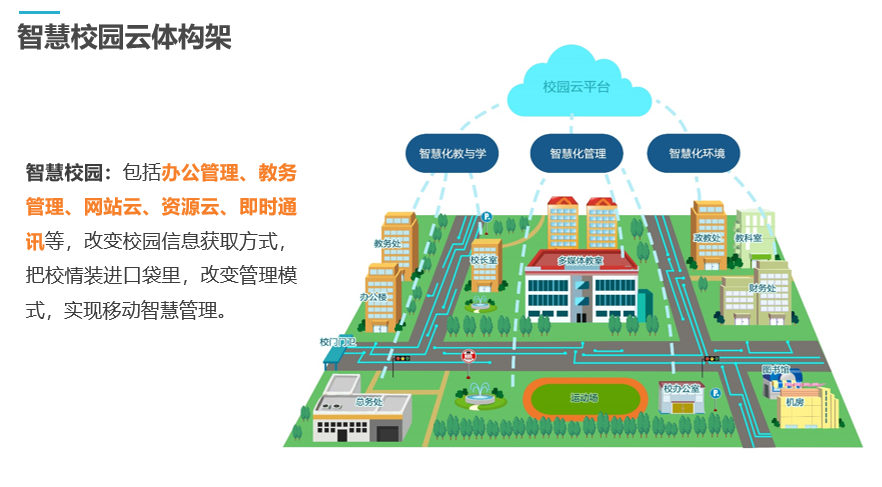 智慧校园云体构架
校园云平台
智慧化教与学
智慧化管理
智慧化环境
智慧校园：包括办公管理、教务
管理、网站云、资源云、即时通
讯等，改变校园信息获取方式，
把校情装进口袋里，改变管理模
式，实现移动智慧管理。
教务处
校长室
多媒体教室
政教处
教科室
办公楼
财务处
校门门卫
图书馆
总务处
运动场
校办公室
机房
P
P